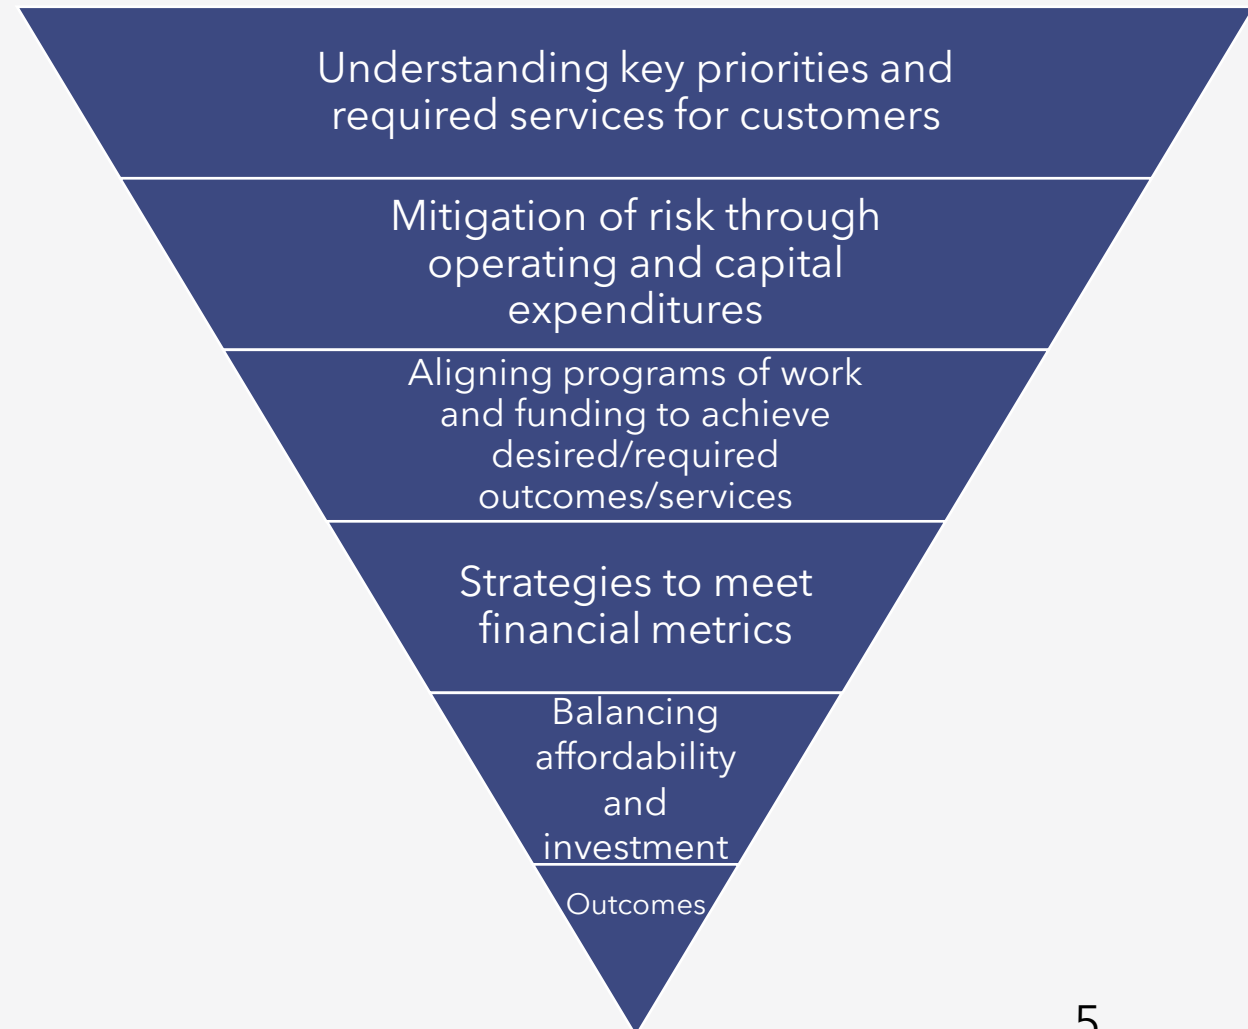 Understanding key priorities and
required services for customers
Mitigation of risk through
operating and capital
expenditures
Aligning programs of work
and funding to achieve
desired/required
outcomes/services
Strategies to meet
financial metrics
Balancing
affordability
and
investment
Outcomes
5